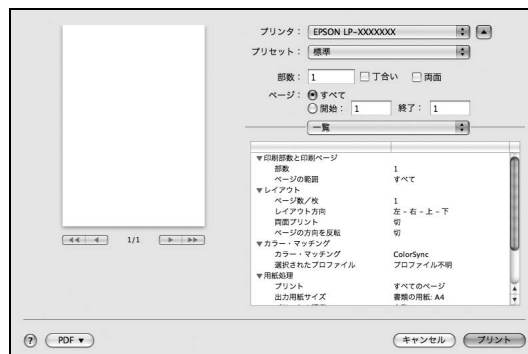 プリンタ： EPSON LP-XXXXXXX
プリセット： 標準
部数： 1 丁合い 両面
ページ： すべて
開始： 1 終了： 1
一覧
▼印刷部数と印刷ページ
部数 1
ページの範囲 すべて
▼レイアウト
ページ数/枚 1
レイアウト方向 左 – 右 – 上 – 下
両面プリント 切
ページの方向を反転 切
▼カラー・マッチング
カラー・マッチング ColorSync
選択されたプロファイル プロファイル不明
▼用紙処理
プリント すべてのページ
出力用紙サイズ 書類の用紙: A4
1/1
? PDF ▼ キャンセル プリント